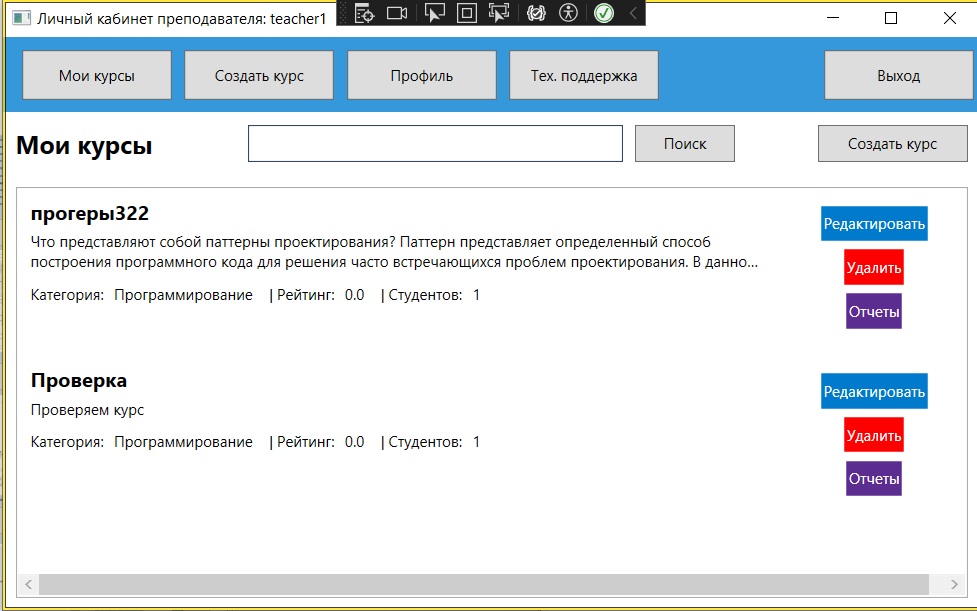 Личный кабинет преподавателя: teacher1
Мои курсы
Создать курс
Профиль
Тех. поддержка
Выход
Мои курсы
Поиск
Создать курс
прогеры322
Что представляют собой паттерны проектирования? Паттерн представляет определенный способ
построения программного кода для решения часто встречающихся проблем проектирования. В данно...
Категория: Программирование | Рейтинг: 0.0 | Студентов: 1
Редактировать
Удалить
Отчеты
Проверка
Проверяем курс
Категория: Программирование | Рейтинг: 0.0 | Студентов: 1
Редактировать
Удалить
Отчеты